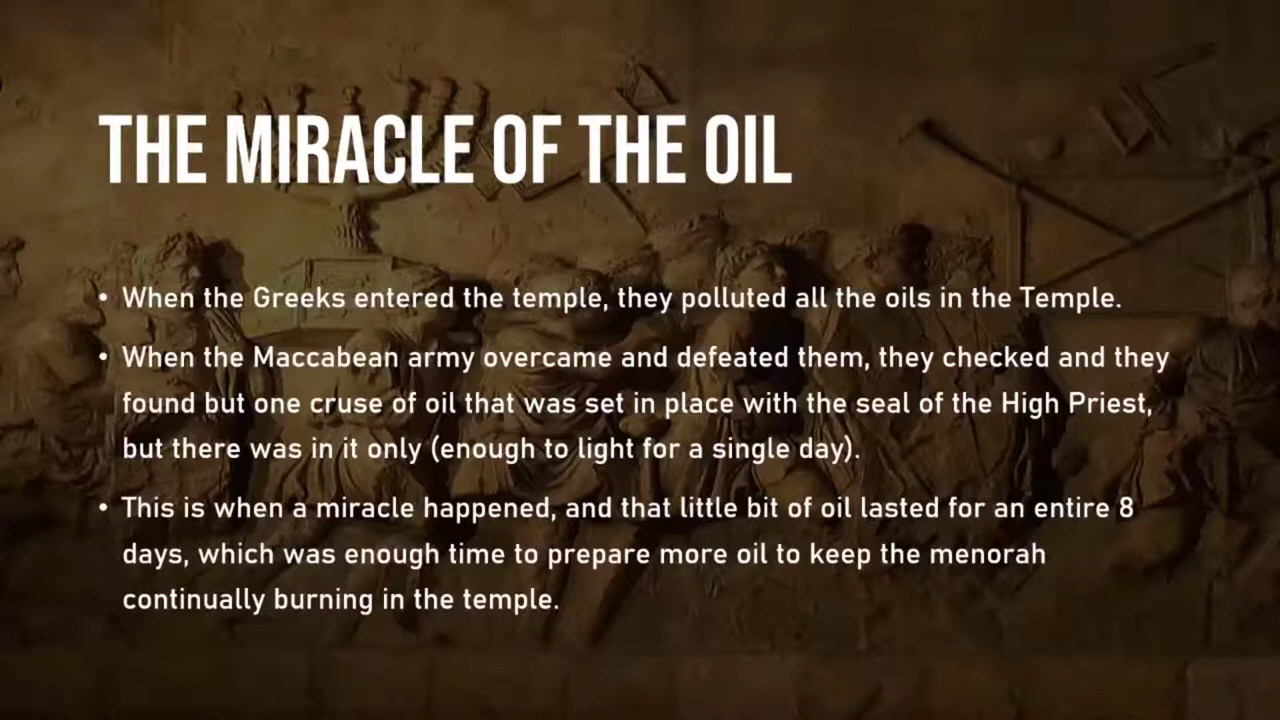 THE MIRACLE OF THE OIL
• When the Greeks entered the temple, they polluted all the oils in the Temple.
• When the Maccabean army overcame and defeated them, they checked and they
found but one cruse of oil that was set in place with the seal of the High Priest,
but there was in it only (enough to light for a single day).
• This is when a miracle happened, and that little bit of oil lasted for an entire 8
days, which was enough time to prepare more oil to keep the menorah
continually burning in the temple.